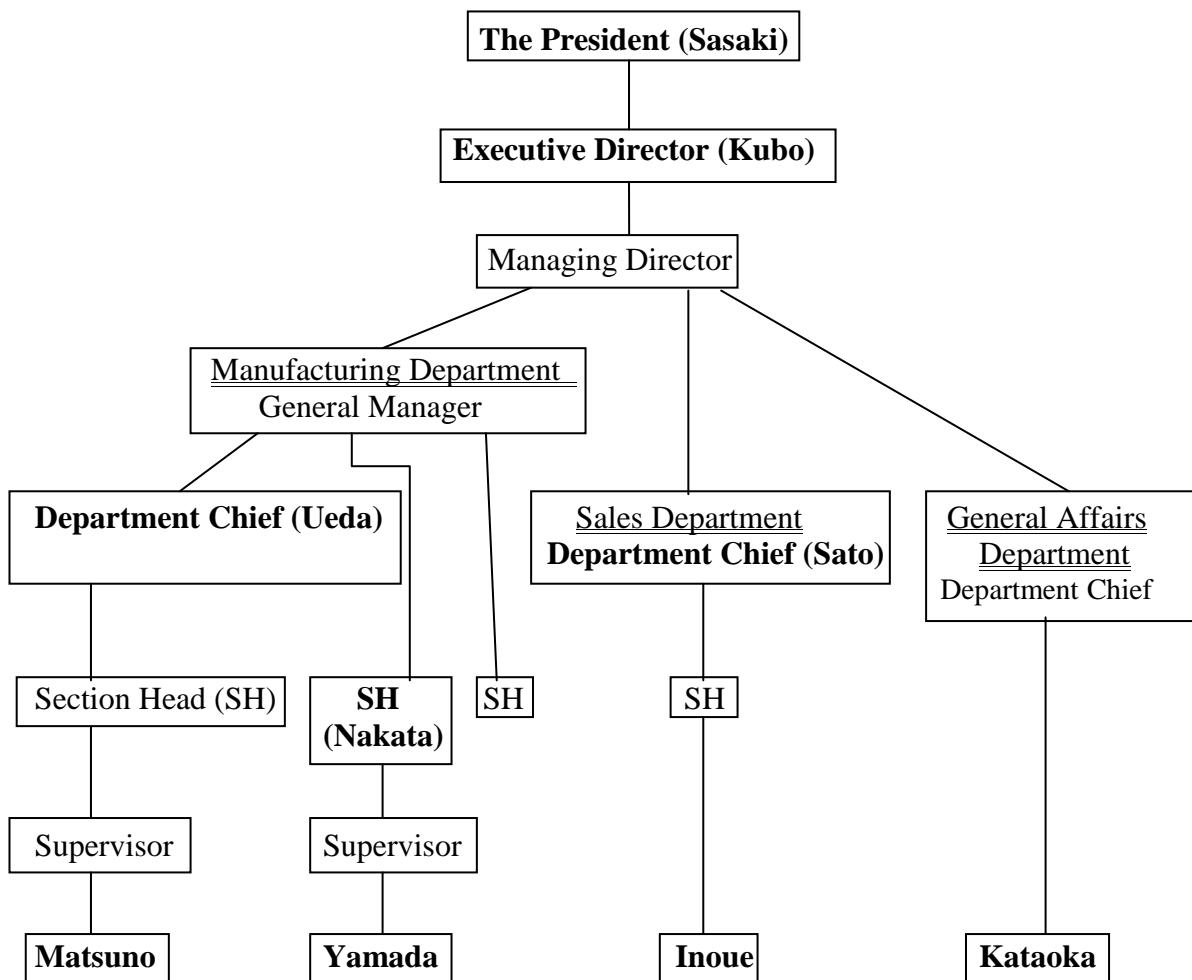 The President (Sasaki)
Executive Director (Kubo)
Managing Director
Manufacturing Department
General Manager
Department Chief (Ueda)
Sales Department
Department Chief (Sato)
General Affairs
Department
Department Chief
Section Head (SH)
SH
(Nakata)
SH
SH
Supervisor
Supervisor
Matsuno
Yamada
Inoue
Kataoka